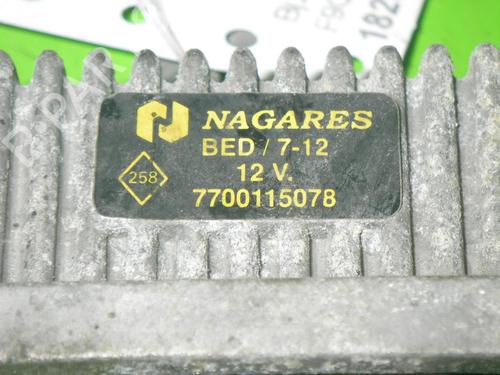 NAGARES
BED / 7-12
258
12 V.
7700115078